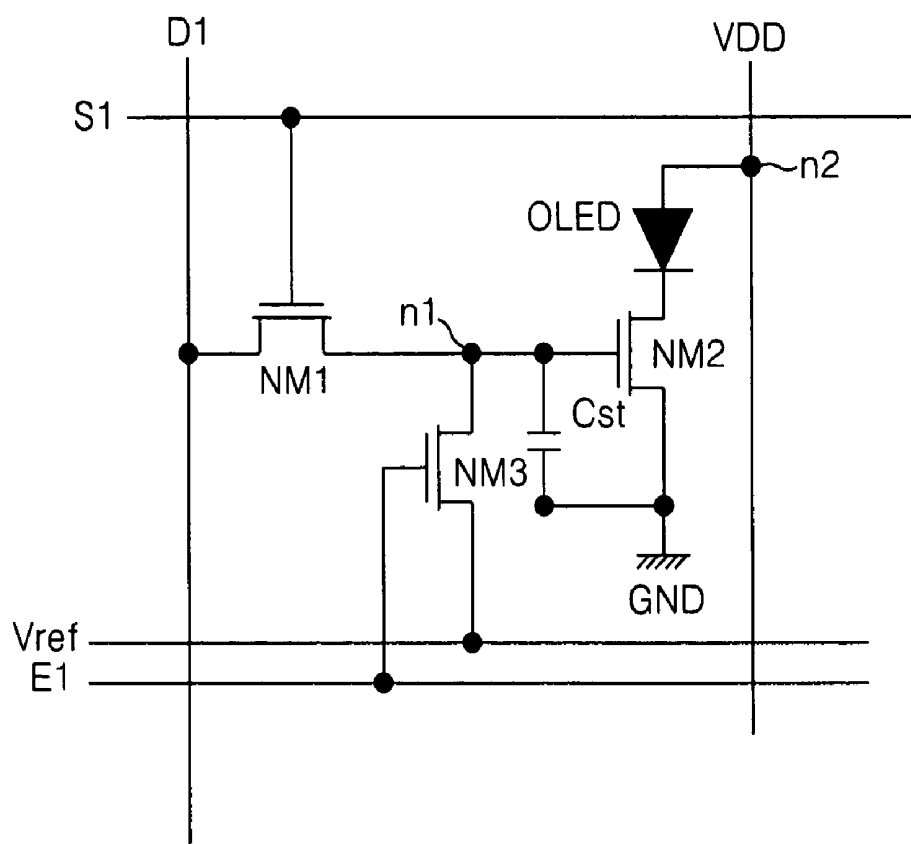 D1
VDD
S1
n2
OLED
n1
NM1
NM2
Cst
NM3
GND
Vref
E1